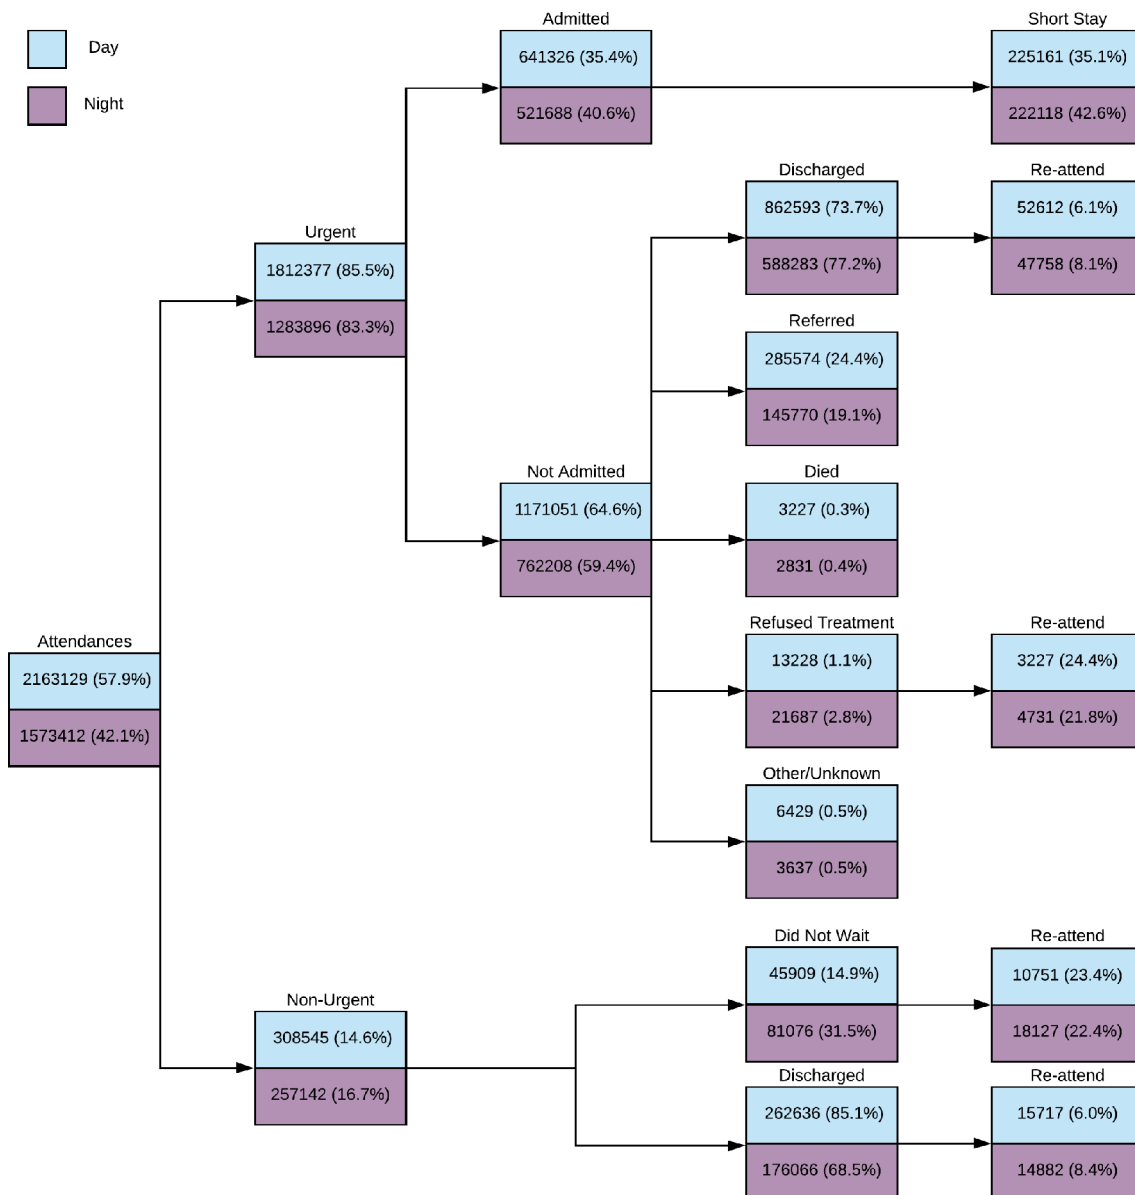 Day
Night
Admitted
641326 (35.4%)
521688 (40.6%)
Short Stay
225161 (35.1%)
222118 (42.6%)
Urgent
1812377 (85.5%)
1283896 (83.3%)
Discharged
862593 (73.7%)
588283 (77.2%)
Re-attend
52612 (6.1%)
47758 (8.1%)
Referred
285574 (24.4%)
145770 (19.1%)
Not Admitted
1171051 (64.6%)
762208 (59.4%)
Died
3227 (0.3%)
2831 (0.4%)
Attendances
2163129 (57.9%)
1573412 (42.1%)
Refused Treatment
13228 (1.1%)
21687 (2.8%)
Re-attend
3227 (24.4%)
4731 (21.8%)
Other/Unknown
6429 (0.5%)
3637 (0.5%)
Non-Urgent
308545 (14.6%)
257142 (16.7%)
Did Not Wait
45909 (14.9%)
81076 (31.5%)
Re-attend
10751 (23.4%)
18127 (22.4%)
Discharged
262636 (85.1%)
176066 (68.5%)
Re-attend
15717 (6.0%)
14882 (8.4%)